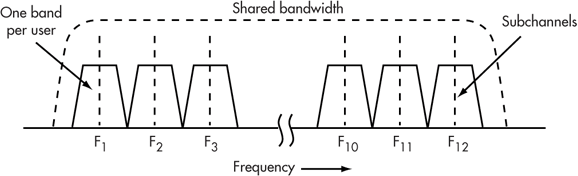 Shared bandwidth
One band
per user
Subchannels
F1 F2 F3 F10 F11 F12
Frequency